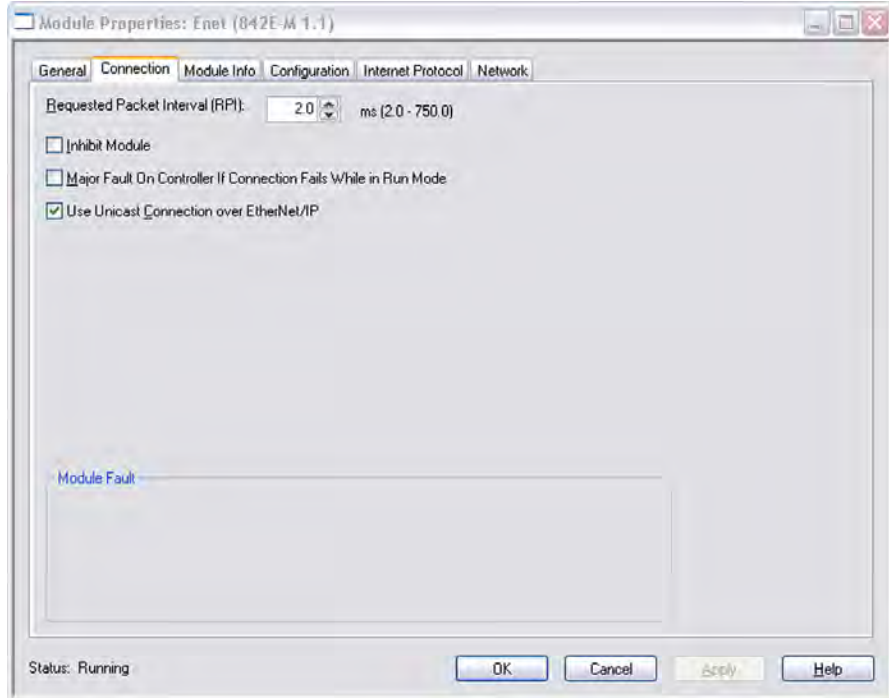 Module Properties: Enet (842E-M 1.1)
General Connection Module Info Configuration Internet Protocol Network
Requested Packet Interval (RPI): 2.0 ms (2.0 - 750.0)
Inhibit Module
Major Fault On Controller If Connection Fails While in Run Mode
Use Unicast Connection over EtherNet/IP
Module Fault
Status: Running OK Cancel Apply Help